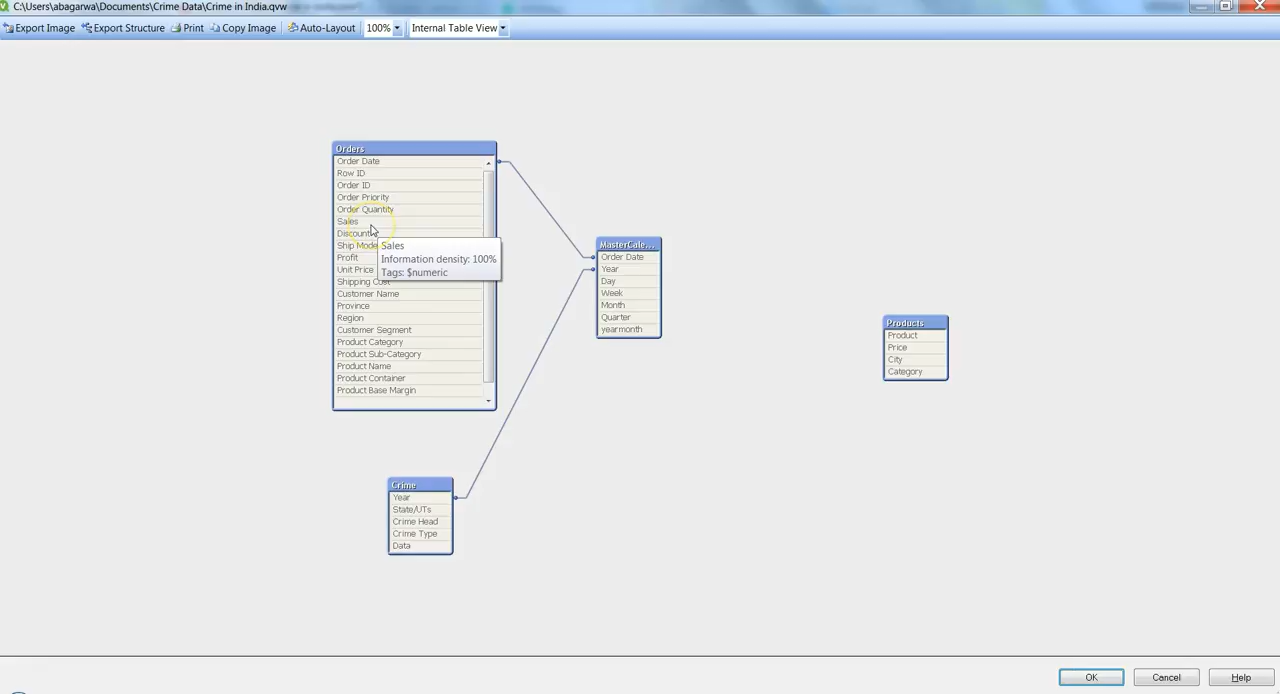 C:\Users\abagarwa\Documents\Crime Data\Crime in India.qvw
Export Image Export Structure Print Copy Image Auto-Layout 100% Internal Table View
Orders
Order Date
Row ID
Order ID
Order Priority
Order Quantity
Sales
Discount
Ship Mode
Profit
Unit Price
Shipping Cost
Customer Name
Province
Region
Customer Segment
Product Category
Product Sub-Category
Product Name
Product Container
Product Base Margin
Sales
Information density: 100%
Tags: $numeric
MasterCale...
Order Date
Year
Day
Week
Month
Quarter
yearmonth
Products
Product
Price
City
Category
Crime
Year
State/UTs
Crime Head
Crime Type
Data
OK Cancel Help